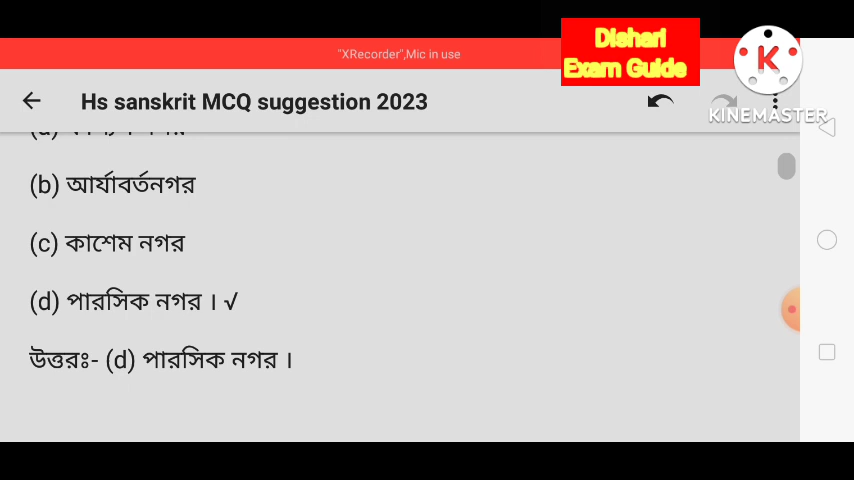 "XRecorder",Mic in use
Dishari
Exam Guide
K
KINEMASTER
Hs sanskrit MCQ suggestion 2023
(b) আর্যাবর্তনগর
(c) কাশেম নগর
(d) পারসিক নগর । √
উত্তরঃ- (d) পারসিক নগর ।